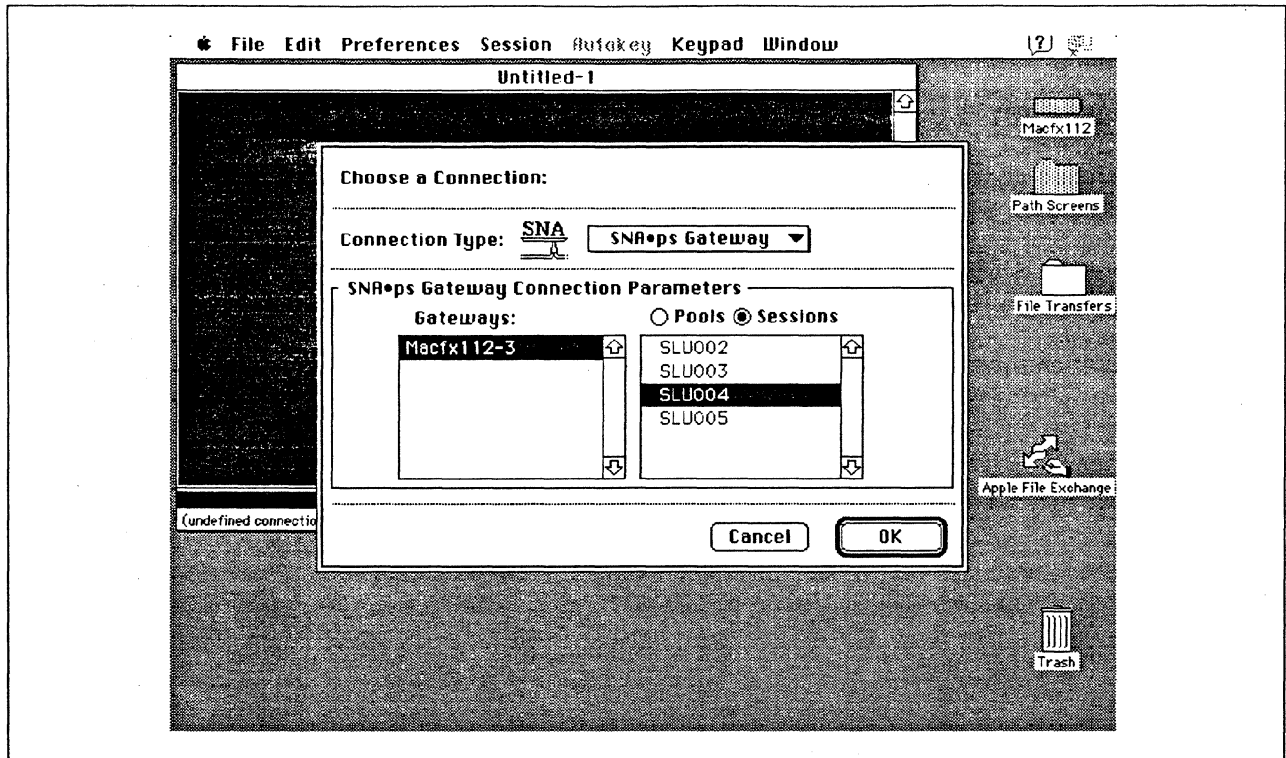 File Edit Preferences Session Autokey Keypad Window
Untitled-1
Macfx112
Path Screens
File Transfers
Apple File Exchange
Trash
Choose a Connection:
Connection Type: SNA SNA•ps Gateway
SNA•ps Gateway Connection Parameters
Gateways: Pools Sessions
Macfx112-3
SLU002
SLU003
SLU004
SLU005
(undefined connectio
Cancel OK